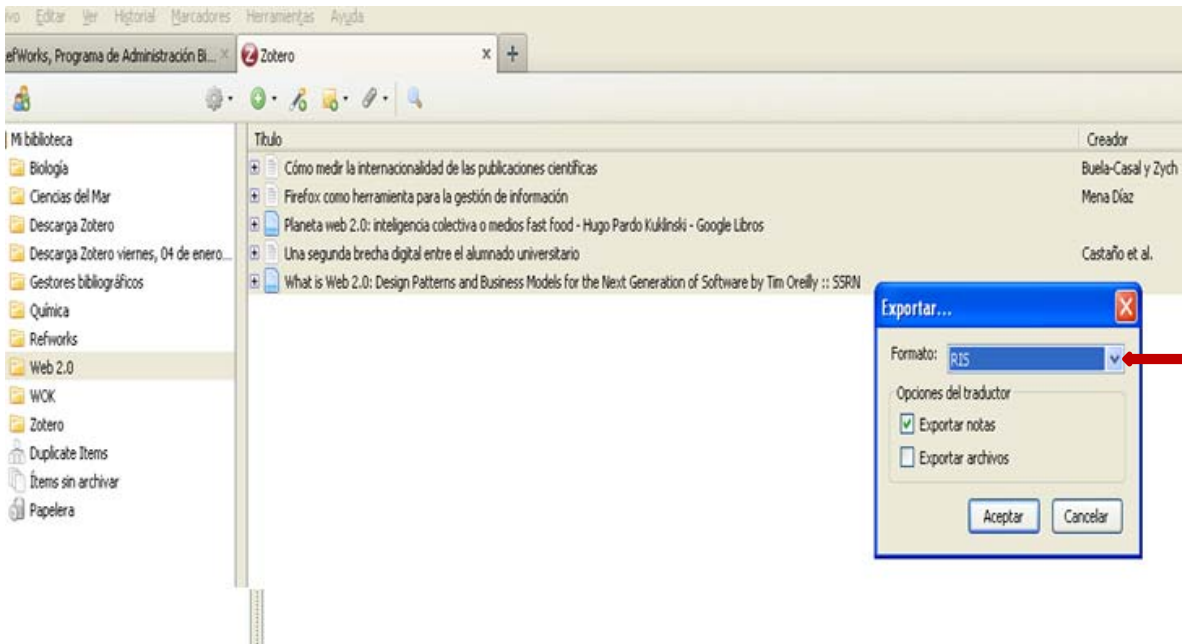 Editar Ver Historial Marcadores Herramientas Ayuda
efWorks, Programa de Administración Bi... Zotero
Mi biblioteca
Biología
Ciencias del Mar
Descarga Zotero
Descarga Zotero viernes, 04 de enero...
Gestores bibliográficos
Química
Refworks
Web 2.0
WOK
Zotero
Duplicate Items
Ítems sin archivar
Papelera
Título Creador
Cómo medir la internacionalidad de las publicaciones científicas Buela-Casal y Zych
Firefox como herramienta para la gestión de información Mena Díaz
Planeta web 2.0: inteligencia colectiva o medios fast food - Hugo Pardo Kuklinski - Google Libros
Una segunda brecha digital entre el alumnado universitario Castaño et al.
What is Web 2.0: Design Patterns and Business Models for the Next Generation of Software by Tim Oreilly :: SSRN
Exportar...
Formato: RIS
Opciones del traductor
Exportar notas
Exportar archivos
Aceptar Cancelar